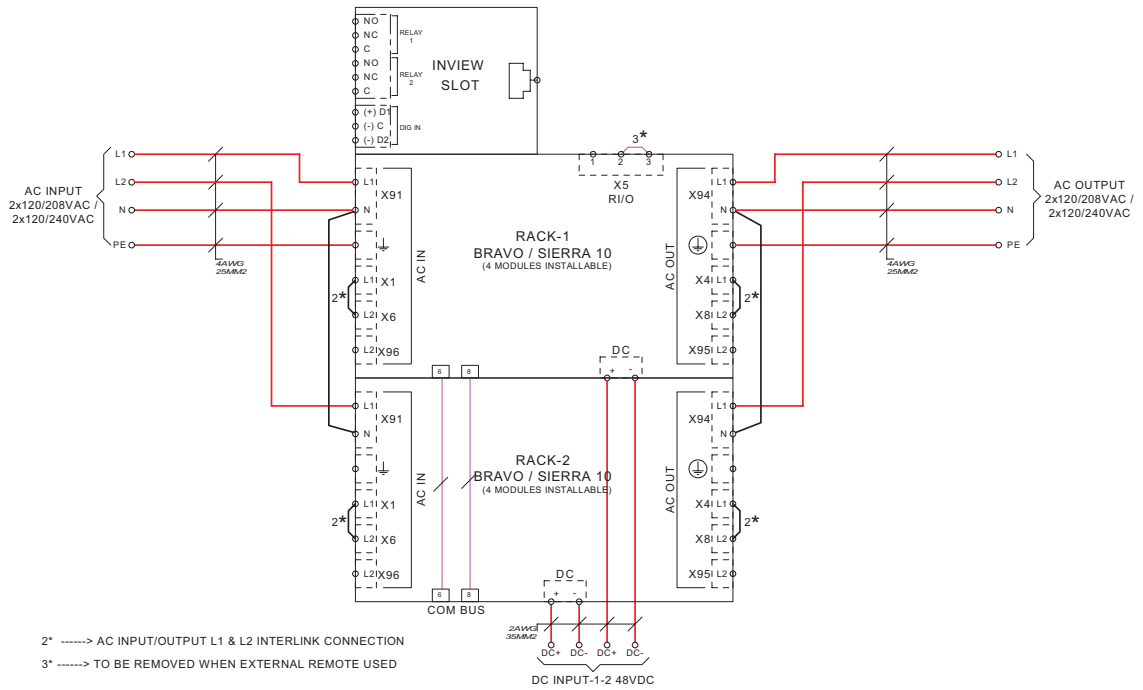 NO
NC
C
RELAY
1
NO
NC
C
RELAY
2
(+) D1
(-) C
(-) D2
DIG IN
INVIEW
SLOT
3*
1 2 3
X5
RI/O
AC INPUT
2x120/208VAC /
2x120/240VAC
L1
L2
N
PE
4AWG
25MM2
L1
N
X91
L1 X1
2*
L2 X6
L2 X96
AC IN
RACK-1
BRAVO / SIERRA 10
(4 MODULES INSTALLABLE)
AC OUT
X94 L1
N
X4 L1
2*
X8 L2
X95 L2
4AWG
25MM2
L1
L2
N
PE
AC OUTPUT
2x120/208VAC /
2x120/240VAC
6 8
DC
+ -
L1
N
X91
L1 X1
2*
L2 X6
L2 X96
AC IN
RACK-2
BRAVO / SIERRA 10
(4 MODULES INSTALLABLE)
AC OUT
X94 L1
N
X4 L1
2*
X8 L2
X95 L2
6 8
COM BUS
DC
+ -
2AWG
35MM2
DC+ DC- DC+ DC-
DC INPUT-1-2 48VDC
2* ------> AC INPUT/OUTPUT L1 & L2 INTERLINK CONNECTION
3* ------> TO BE REMOVED WHEN EXTERNAL REMOTE USED